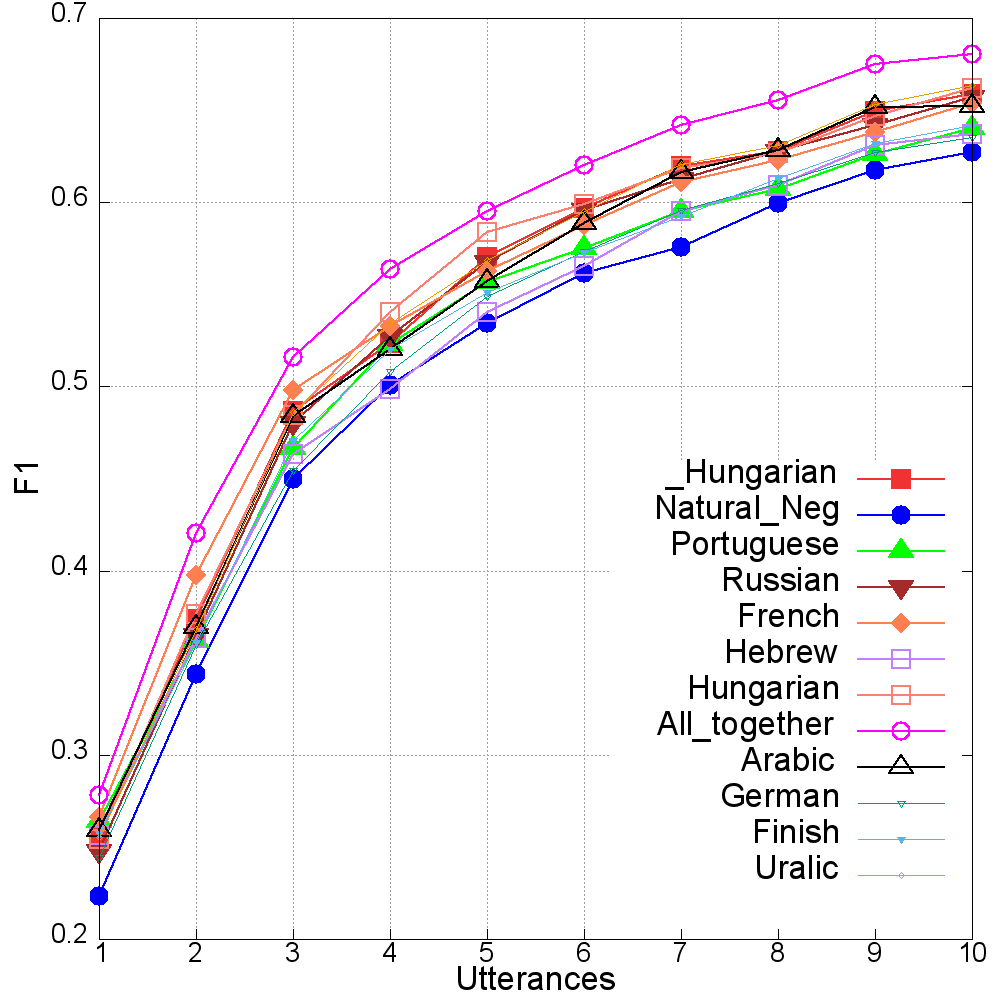 0.7
0.6
0.5
0.4
0.3
0.2
F1
_Hungarian
Natural_Neg
Portuguese
Russian
French
Hebrew
Hungarian
All_together
Arabic
German
Finish
Uralic
1 2 3 4 5 6 7 8 9 10
Utterances